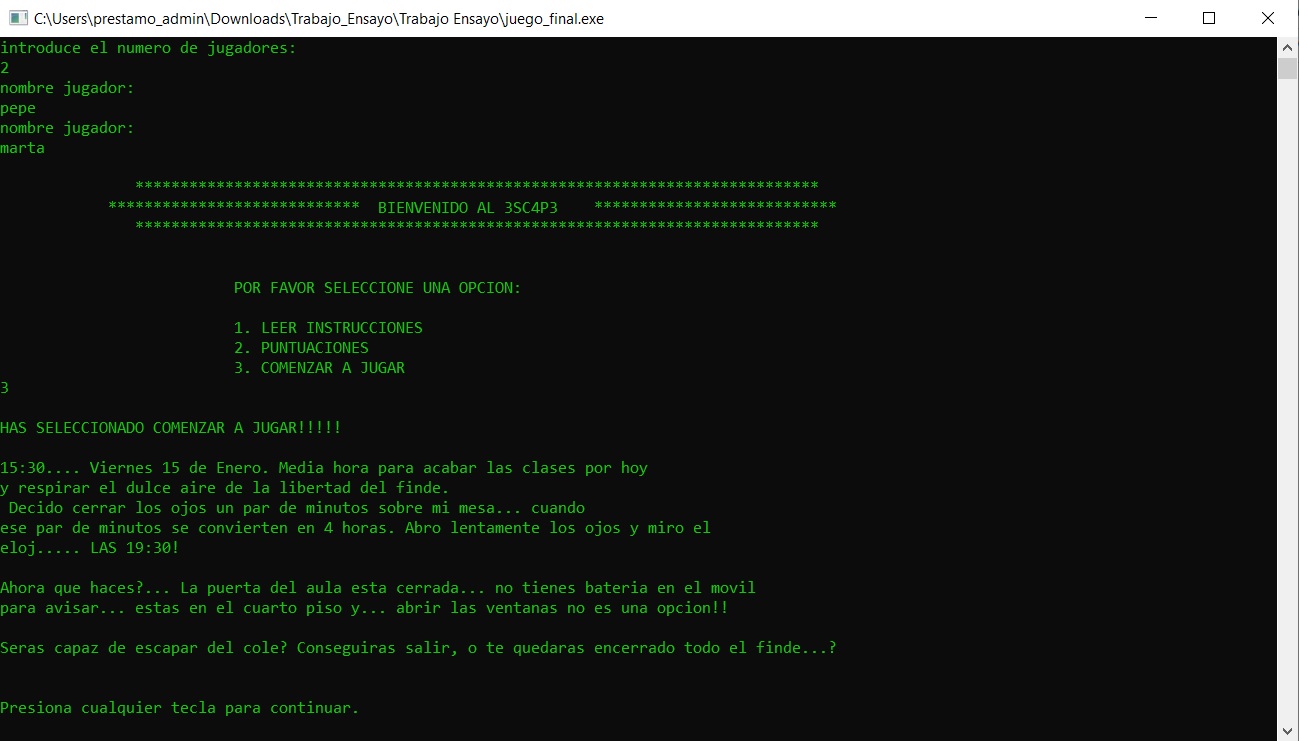 C:\Users\prestamo_admin\Downloads\Trabajo_Ensayo\Trabajo Ensayo\juego_final.exe
introduce el numero de jugadores:
2
nombre jugador:
pepe
nombre jugador:
marta
****************************************************************************
**************************** BIENVENIDO AL 3SC4P3 ***************************
****************************************************************************
POR FAVOR SELECCIONE UNA OPCION:
1. LEER INSTRUCCIONES
2. PUNTUACIONES
3. COMENZAR A JUGAR
3
HAS SELECCIONADO COMENZAR A JUGAR!!!!!
15:30.... Viernes 15 de Enero. Media hora para acabar las clases por hoy
y respirar el dulce aire de la libertad del finde.
Decido cerrar los ojos un par de minutos sobre mi mesa... cuando
ese par de minutos se convierten en 4 horas. Abro lentamente los ojos y miro el
eloj..... LAS 19:30!
Ahora que haces?... La puerta del aula esta cerrada... no tienes bateria en el movil
para avisar... estas en el cuarto piso y... abrir las ventanas no es una opcion!!
Seras capaz de escapar del cole? Conseguiras salir, o te quedaras encerrado todo el finde...?
Presiona cualquier tecla para continuar.